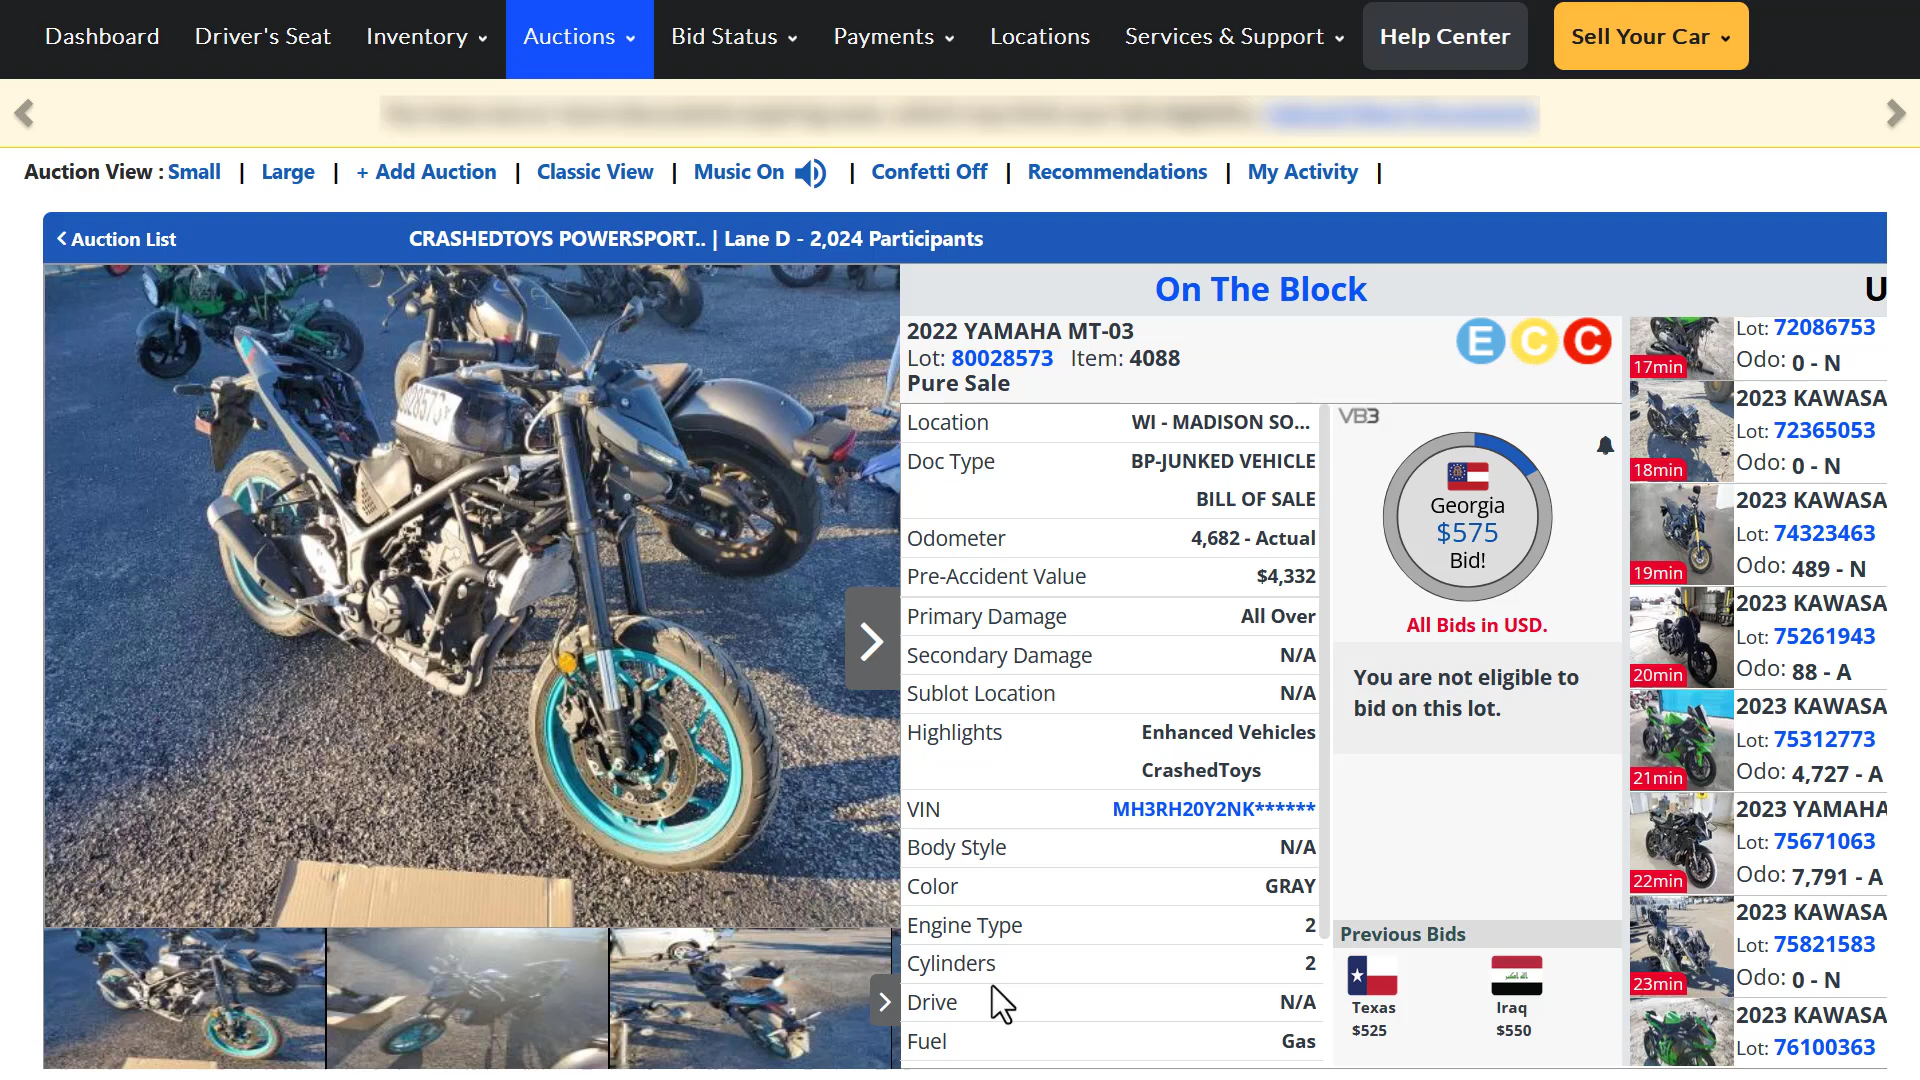 Dashboard Driver's Seat Inventory Auctions Bid Status Payments Locations Services & Support Help Center Sell Your Car
Auction View : Small | Large | + Add Auction | Classic View | Music On | Confetti Off | Recommendations | My Activity |
< Auction List
CRASHEDTOYS POWERSPORT.. | Lane D - 2,024 Participants
On The Block
U
2022 YAMAHA MT-03
Lot: 80028573 Item: 4088
Pure Sale
E C C
Location WI - MADISON SO...
Doc Type BP-JUNKED VEHICLE
BILL OF SALE
Odometer 4,682 - Actual
Pre-Accident Value $4,332
Primary Damage All Over
Secondary Damage N/A
Sublot Location N/A
Highlights Enhanced Vehicles
CrashedToys
VIN MH3RH20Y2NK******
Body Style N/A
Color GRAY
Engine Type 2
Cylinders 2
Drive N/A
Fuel Gas
VB3
Georgia
$575
Bid!
All Bids in USD.
You are not eligible to
bid on this lot.
Previous Bids
Texas
$525
Iraq
$550
Lot: 72086753
17min
Odo: 0 - N
2023 KAWASA
Lot: 72365053
18min
Odo: 0 - N
2023 KAWASA
Lot: 74323463
19min
Odo: 489 - N
2023 KAWASA
Lot: 75261943
20min
Odo: 88 - A
2023 KAWASA
Lot: 75312773
21min
Odo: 4,727 - A
2023 YAMAHA
Lot: 75671063
22min
Odo: 7,791 - A
2023 KAWASA
Lot: 75821583
23min
Odo: 0 - N
2023 KAWASA
Lot: 76100363